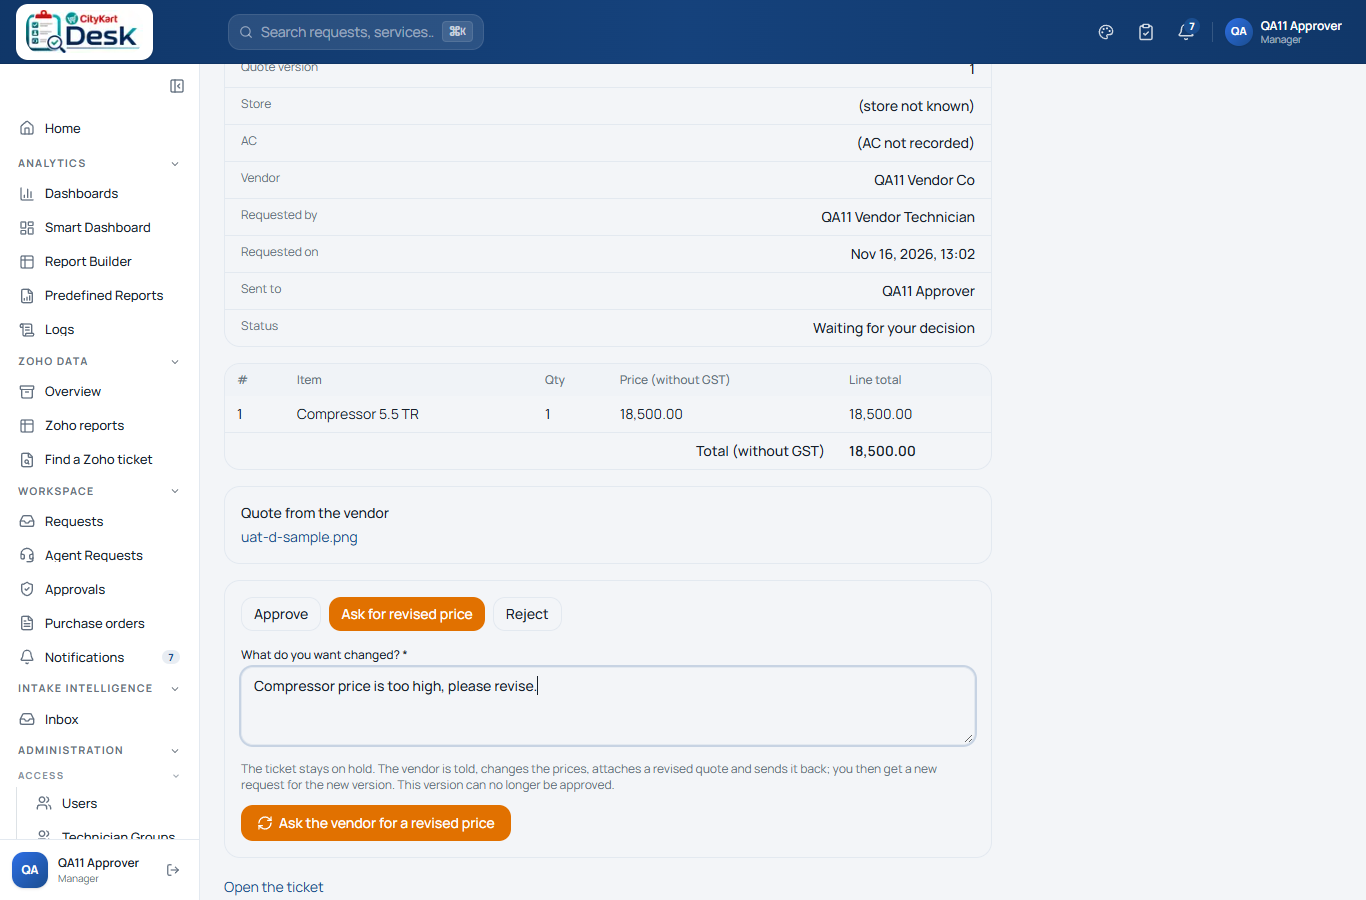 CityKart
Desk
Search requests, services..
⌘K
7
QA
QA11 Approver
Manager
Home
ANALYTICS
Dashboards
Smart Dashboard
Report Builder
Predefined Reports
Logs
ZOHO DATA
Overview
Zoho reports
Find a Zoho ticket
WORKSPACE
Requests
Agent Requests
Approvals
Purchase orders
Notifications 7
INTAKE INTELLIGENCE
Inbox
ADMINISTRATION
ACCESS
Users
Technician Groups
QA
QA11 Approver
Manager
Quote version 1
Store (store not known)
AC (AC not recorded)
Vendor QA11 Vendor Co
Requested by QA11 Vendor Technician
Requested on Nov 16, 2026, 13:02
Sent to QA11 Approver
Status Waiting for your decision
# Item Qty Price (without GST) Line total
1 Compressor 5.5 TR 1 18,500.00 18,500.00
Total (without GST) 18,500.00
Quote from the vendor
uat-d-sample.png
Approve Ask for revised price Reject
What do you want changed? *
Compressor price is too high, please revise.
The ticket stays on hold. The vendor is told, changes the prices, attaches a revised quote and sends it back; you then get a new
request for the new version. This version can no longer be approved.
Ask the vendor for a revised price
Open the ticket